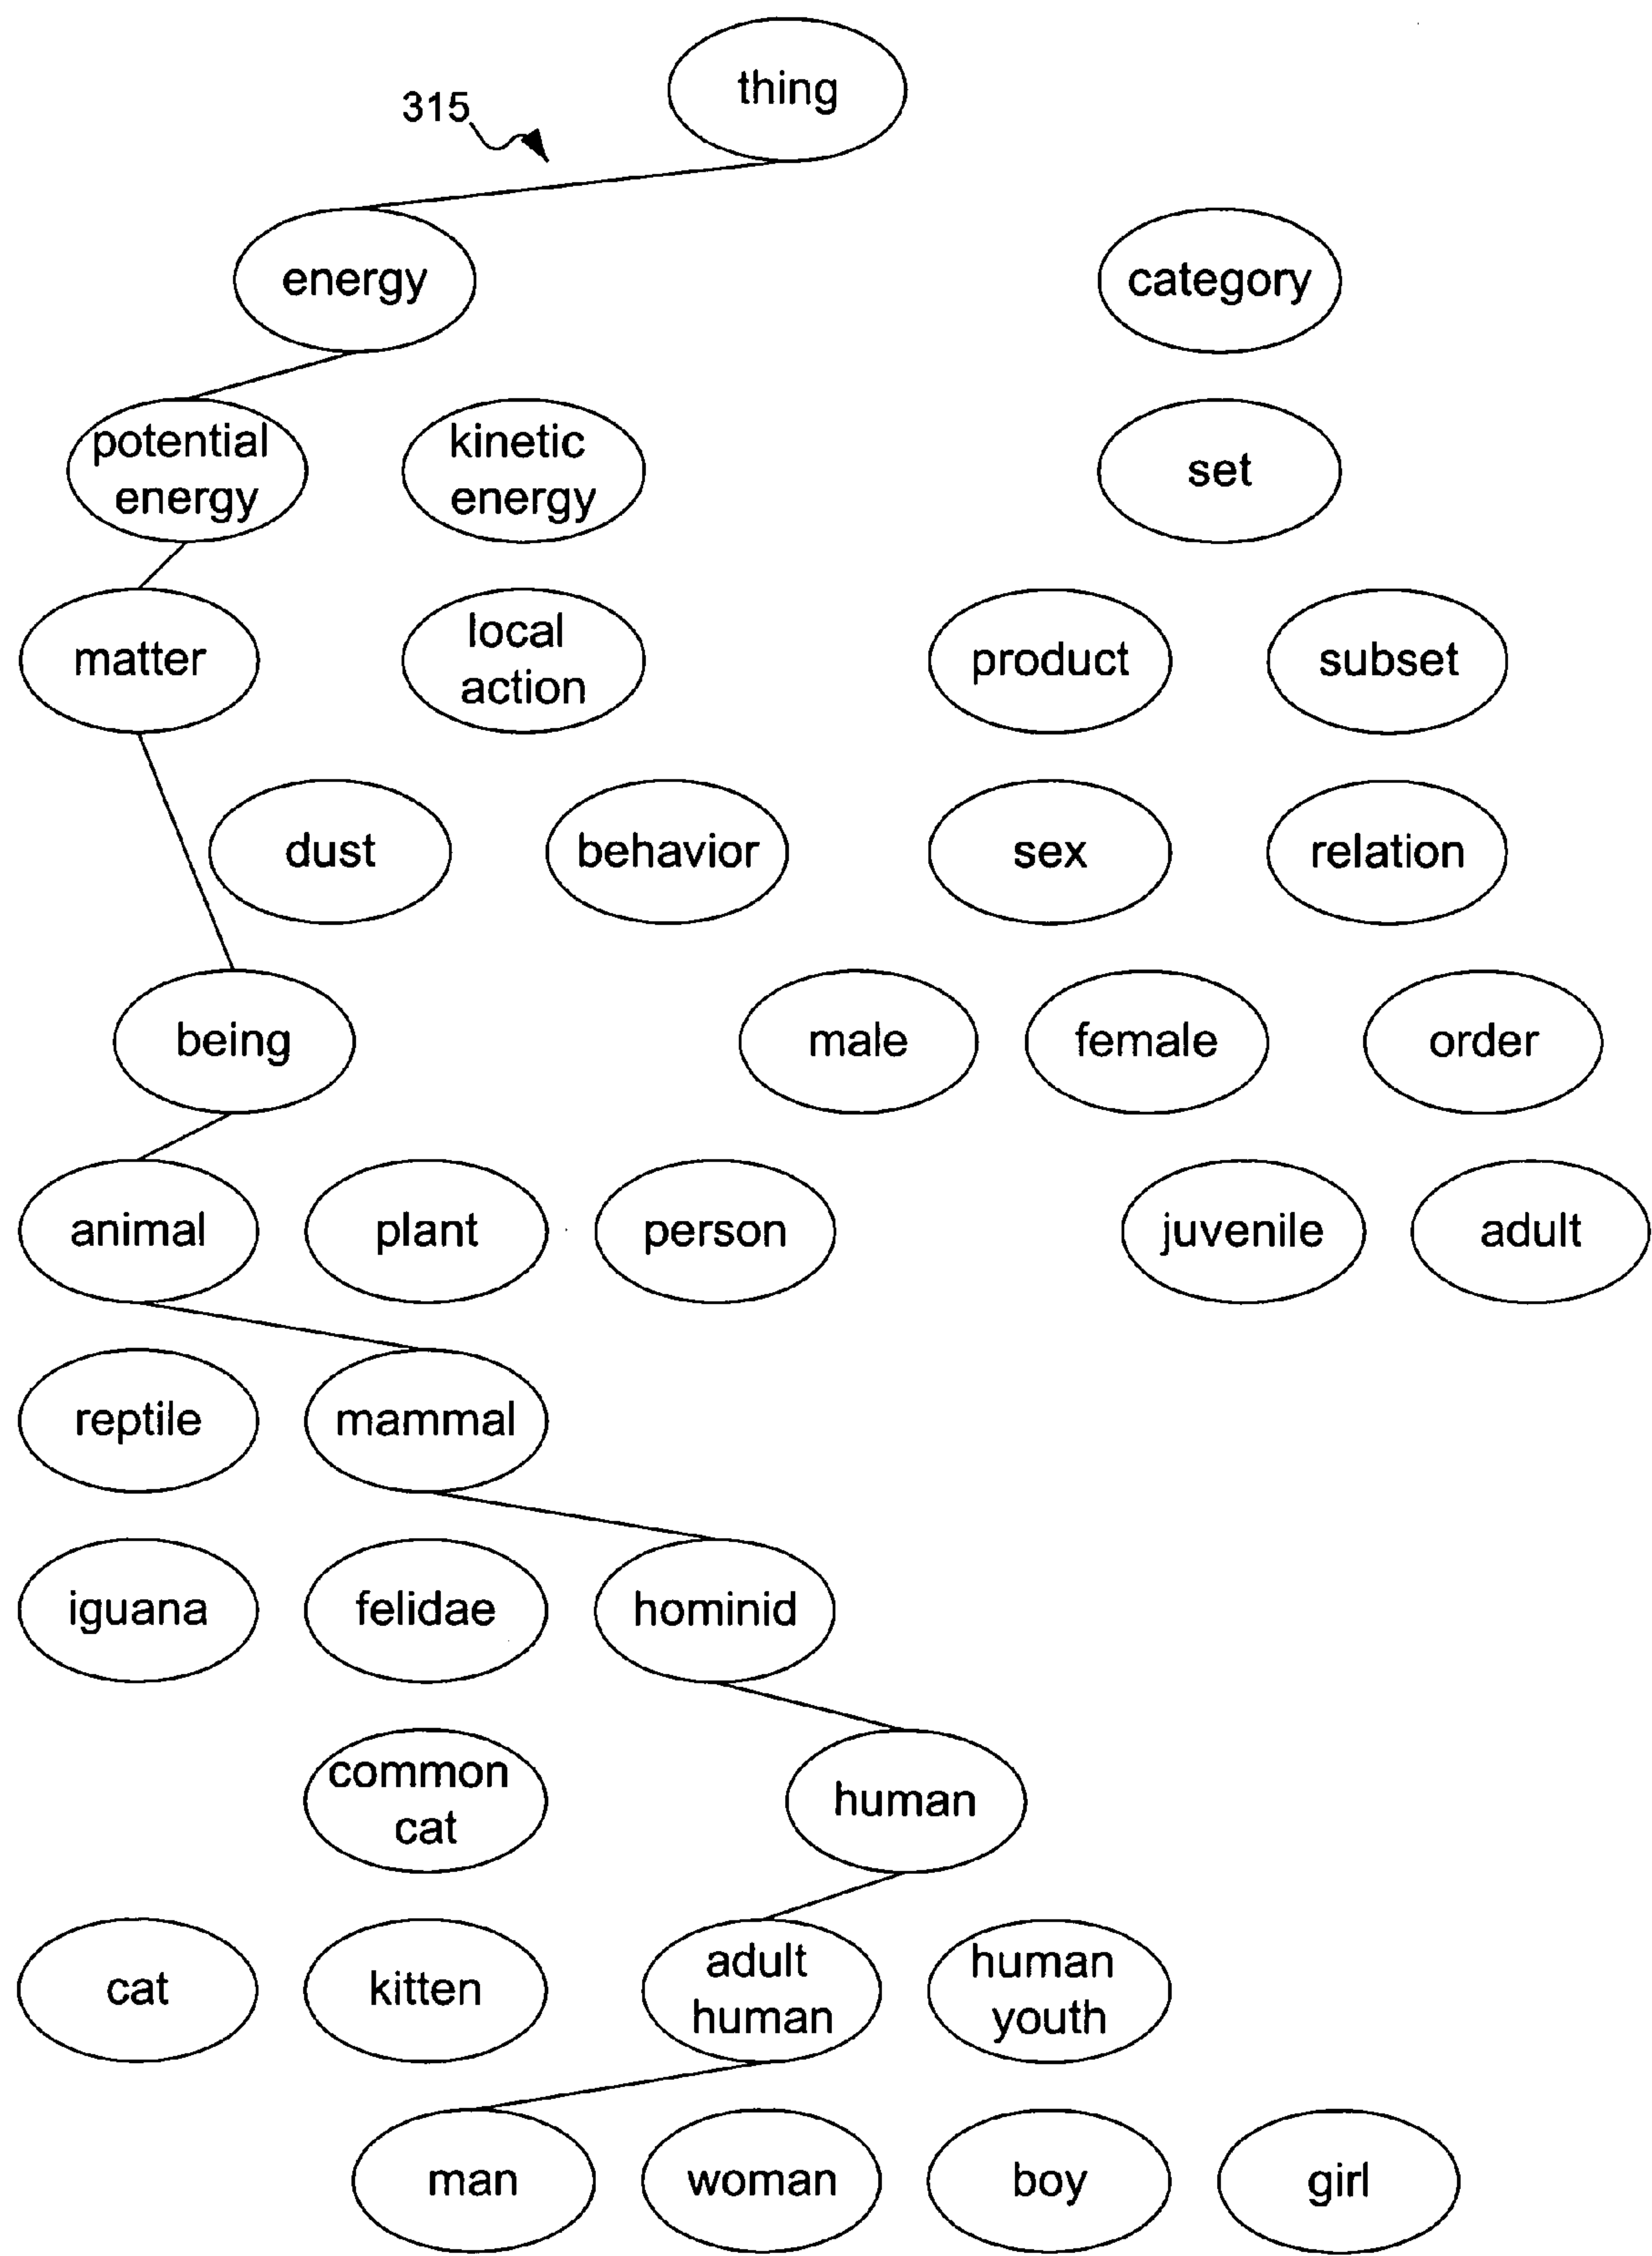 thing
315
energy
category
potential
energy
kinetic
energy
set
matter
local
action
product
subset
dust
behavior
sex
relation
being
male
female
order
animal
plant
person
juvenile
adult
reptile
mammal
iguana
felidae
hominid
common
cat
human
cat
kitten
adult
human
human
youth
man
woman
boy
girl